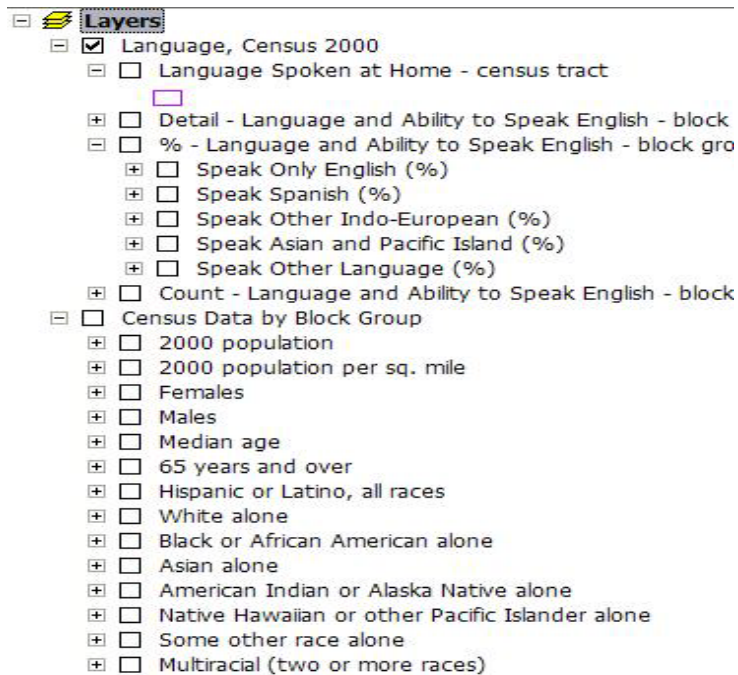 Layers
Language, Census 2000
Language Spoken at Home - census tract
Detail - Language and Ability to Speak English - block
% - Language and Ability to Speak English - block gro
Speak Only English (%)
Speak Spanish (%)
Speak Other Indo-European (%)
Speak Asian and Pacific Island (%)
Speak Other Language (%)
Count - Language and Ability to Speak English - block
Census Data by Block Group
2000 population
2000 population per sq. mile
Females
Males
Median age
65 years and over
Hispanic or Latino, all races
White alone
Black or African American alone
Asian alone
American Indian or Alaska Native alone
Native Hawaiian or other Pacific Islander alone
Some other race alone
Multiracial (two or more races)